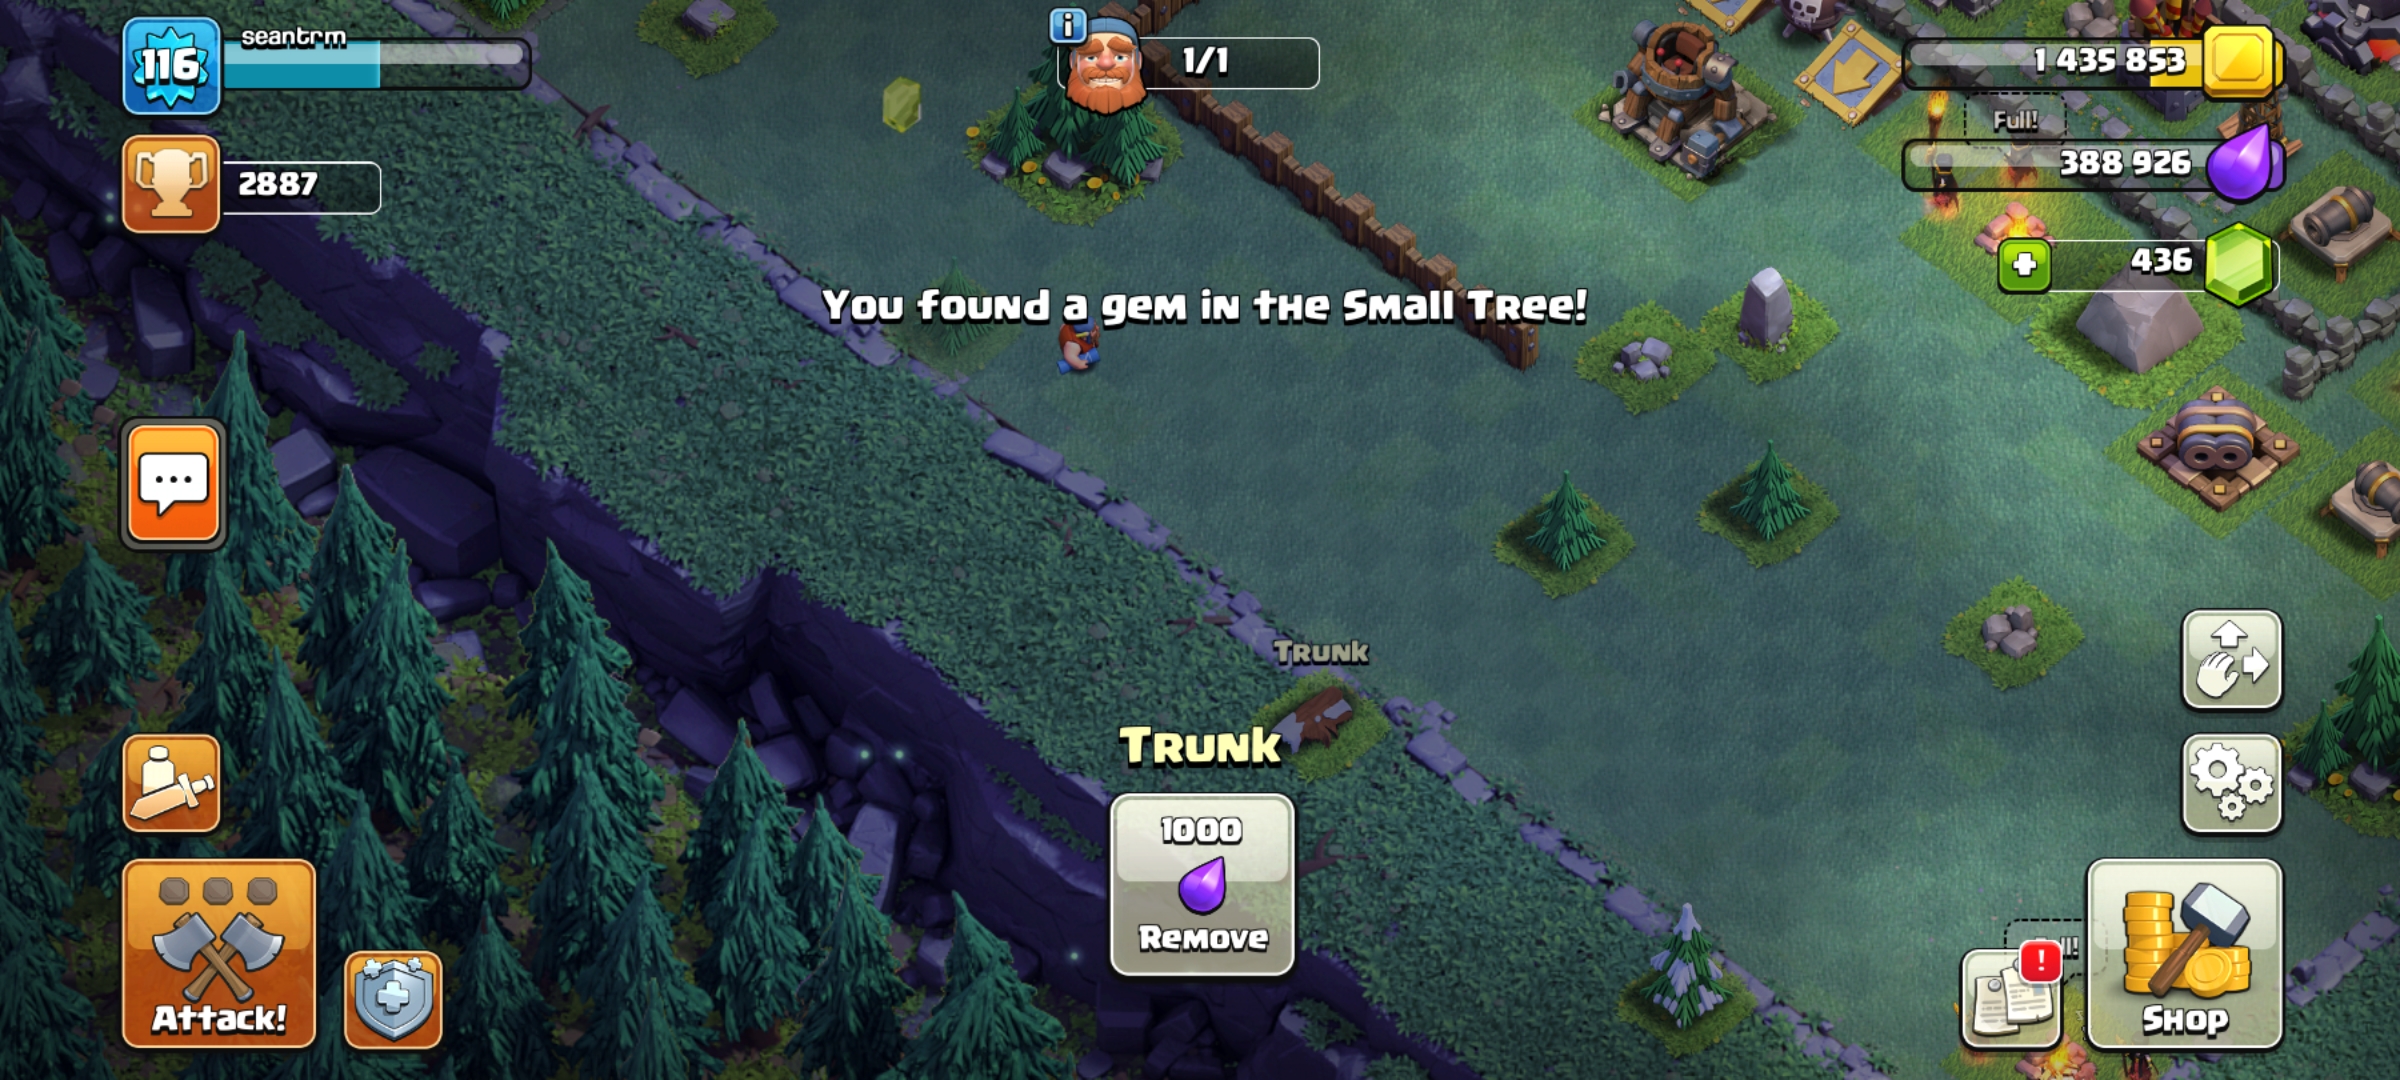 116
seantrm
1/1
1 435 853
Full!
2887
388 926
436
You found a gem in the Small Tree!
Trunk
Trunk
1000
Remove
Attack!
!
Shop